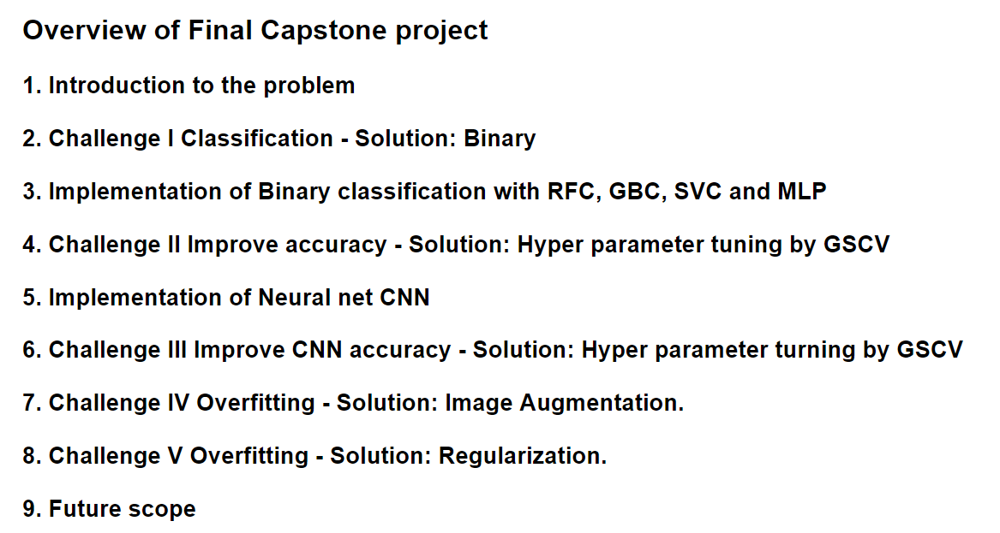 Overview of Final Capstone project
1. Introduction to the problem
2. Challenge I Classification - Solution: Binary
3. Implementation of Binary classification with RFC, GBC, SVC and MLP
4. Challenge II Improve accuracy - Solution: Hyper parameter tuning by GSCV
5. Implementation of Neural net CNN
6. Challenge III Improve CNN accuracy - Solution: Hyper parameter turning by GSCV
7. Challenge IV Overfitting - Solution: Image Augmentation.
8. Challenge V Overfitting - Solution: Regularization.
9. Future scope